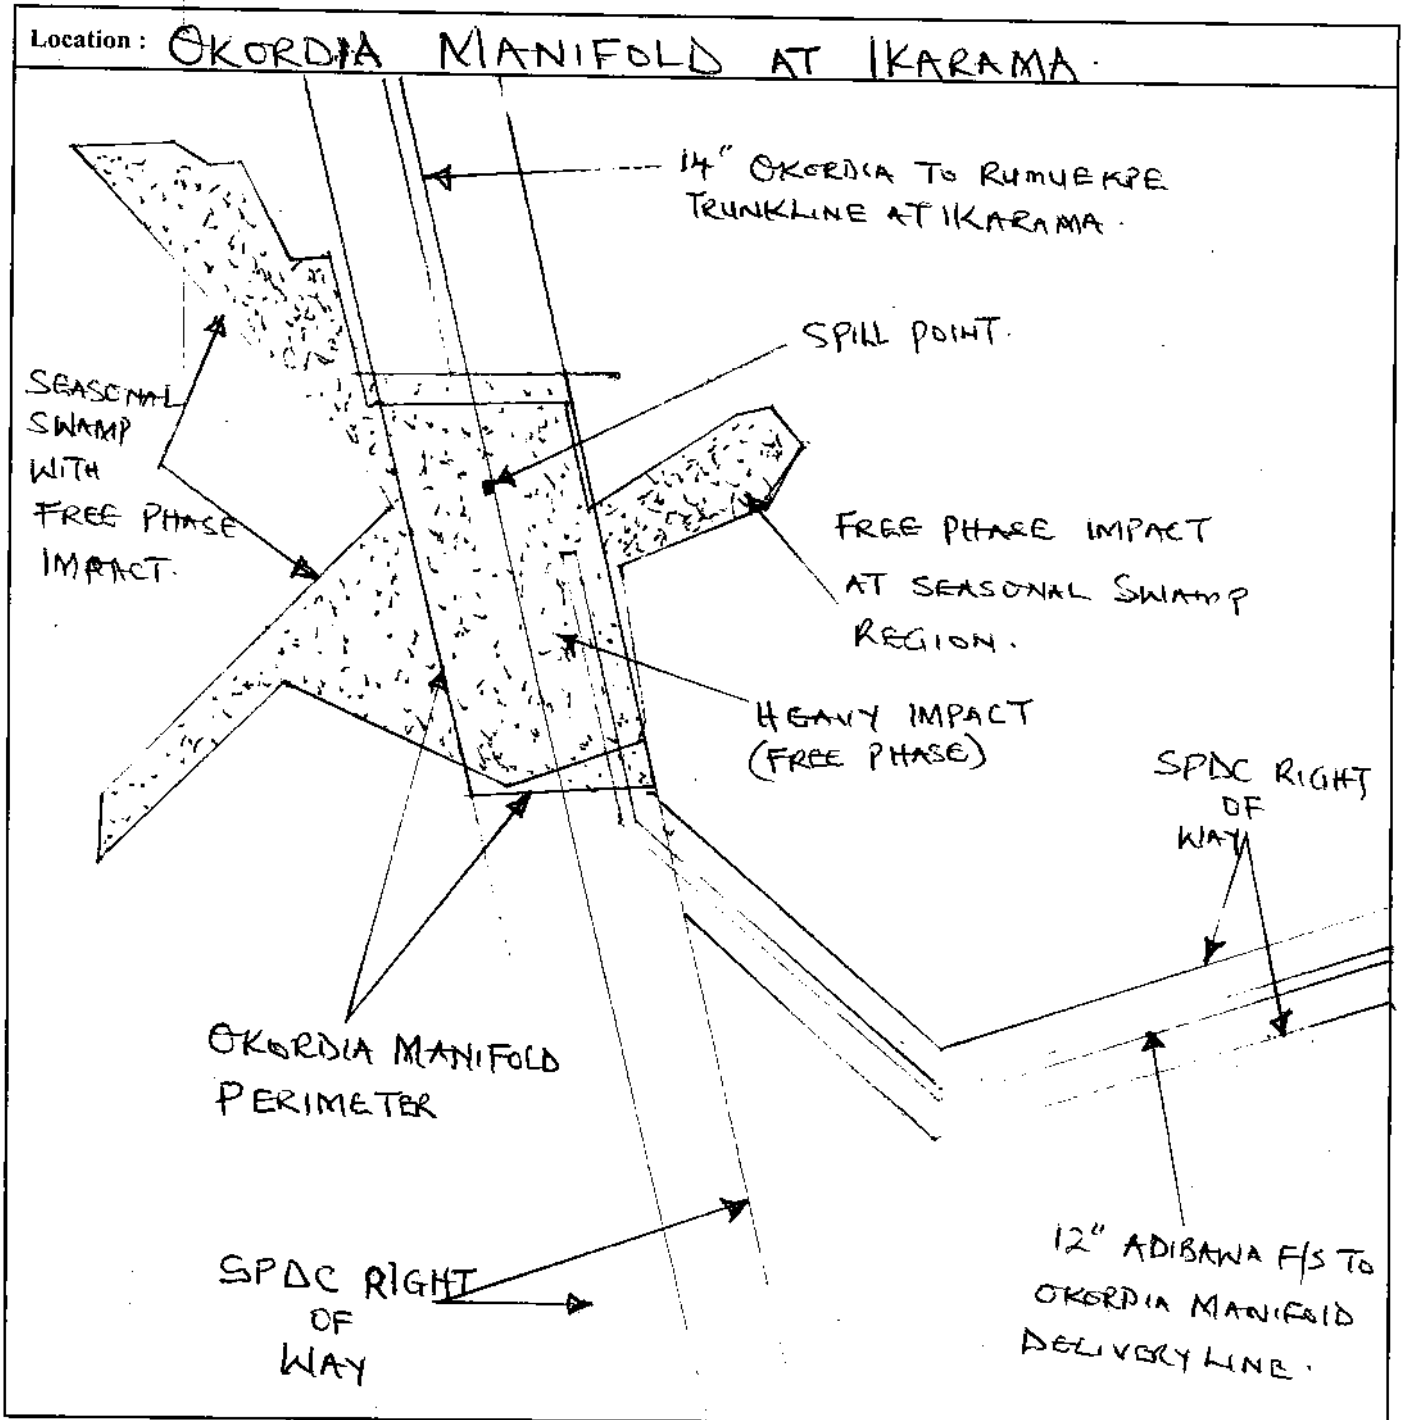 Location : OKORDIA MANIFOLD AT IKARAMA.
14" OKORDIA TO RUMUEKPE
TRUNKLINE AT IKARAMA.
SPILL POINT.
SEASONAL
SWAMP
WITH
FREE PHASE
IMPACT.
FREE PHASE IMPACT
AT SEASONAL SWAMP
REGION.
HEAVY IMPACT
(FREE PHASE)
SPDC RIGHT
OF
WAY
OKORDIA MANIFOLD
PERIMETER
SPDC RIGHT
OF
WAY
12" ADIBAWA F/S TO
OKORDIA MANIFOLD
DELIVERY LINE.